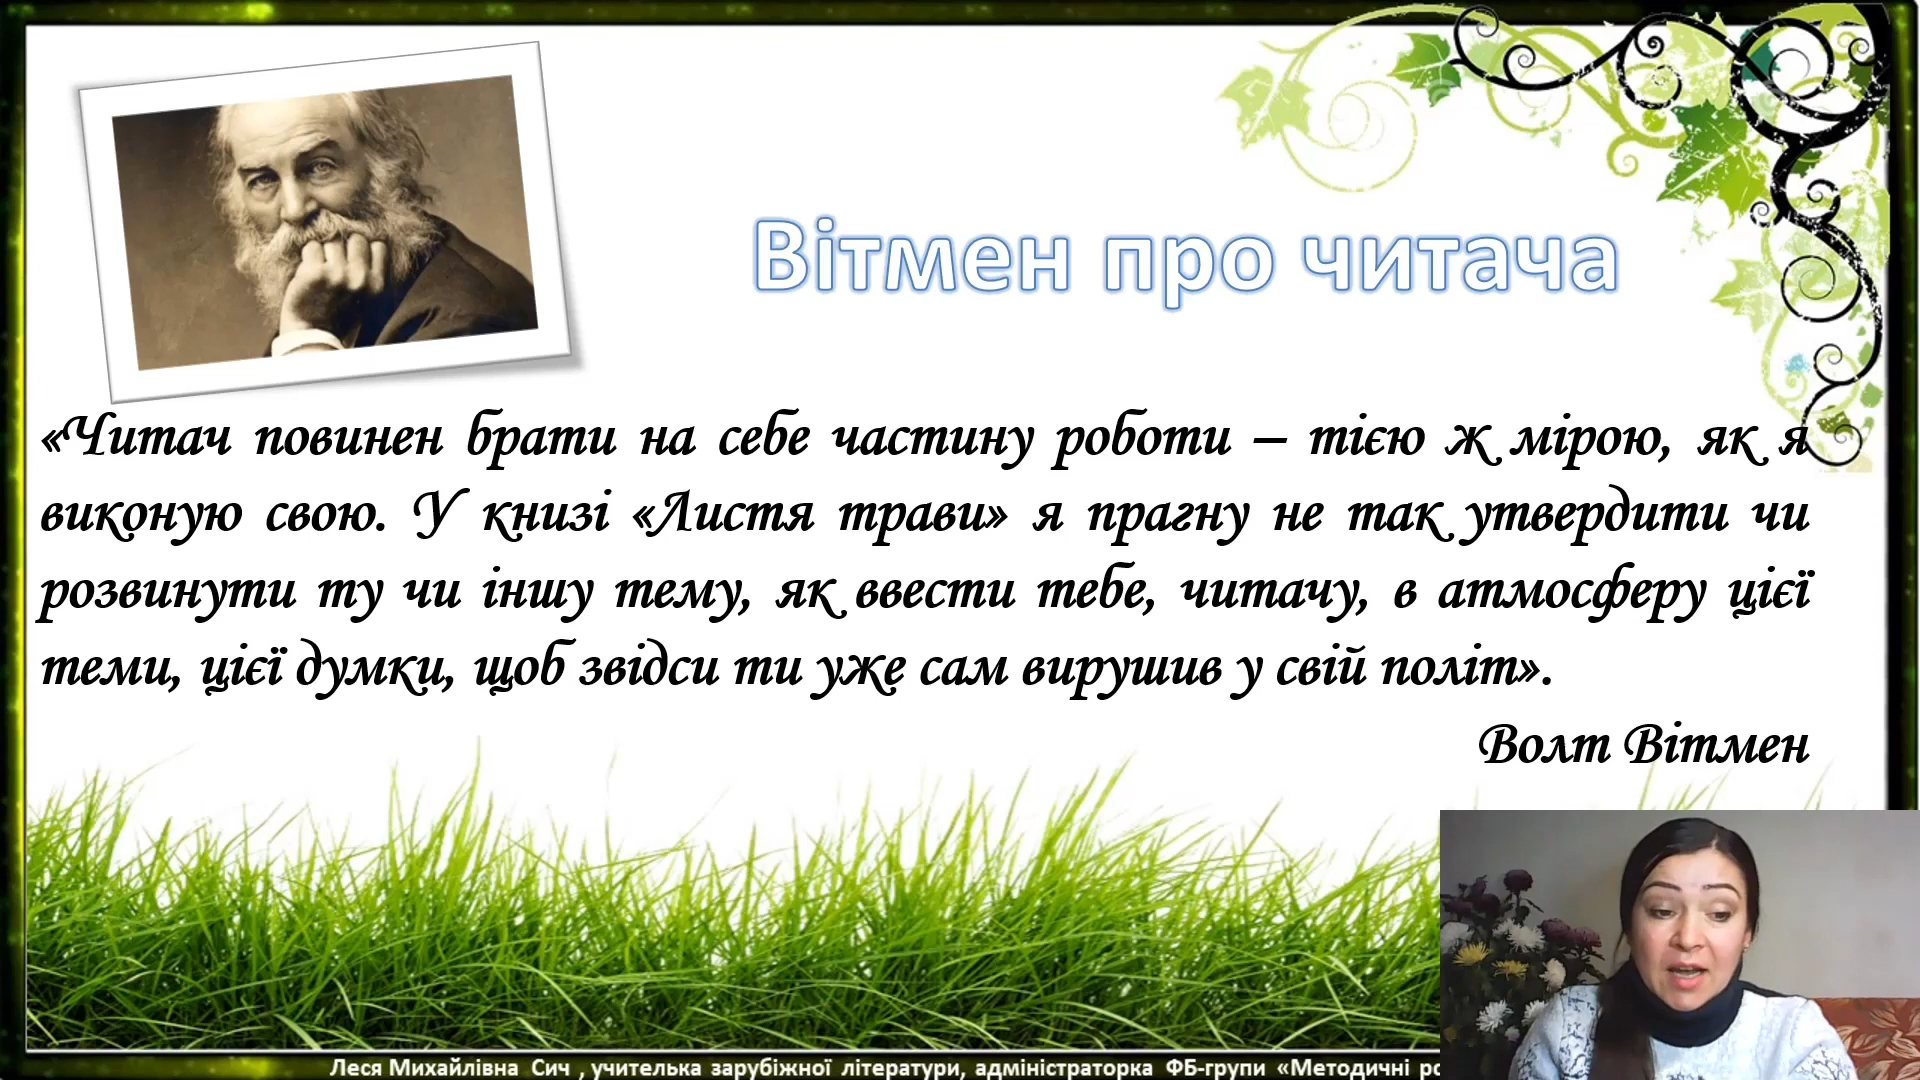 Вітмен про читача
«Читач повинен брати на себе частину роботи – тією ж мірою, як я
виконую свою. У книзі «Листя трави» я прагну не так утвердити чи
розвинути ту чи іншу тему, як ввести тебе, читачу, в атмосферу цієї
теми, цієї думки, щоб звідси ти уже сам вирушив у свій політ».
Волт Вітмен
Леся Михайлівна Сич , учителька зарубіжної літератури, адміністраторка ФБ-групи «Методичні